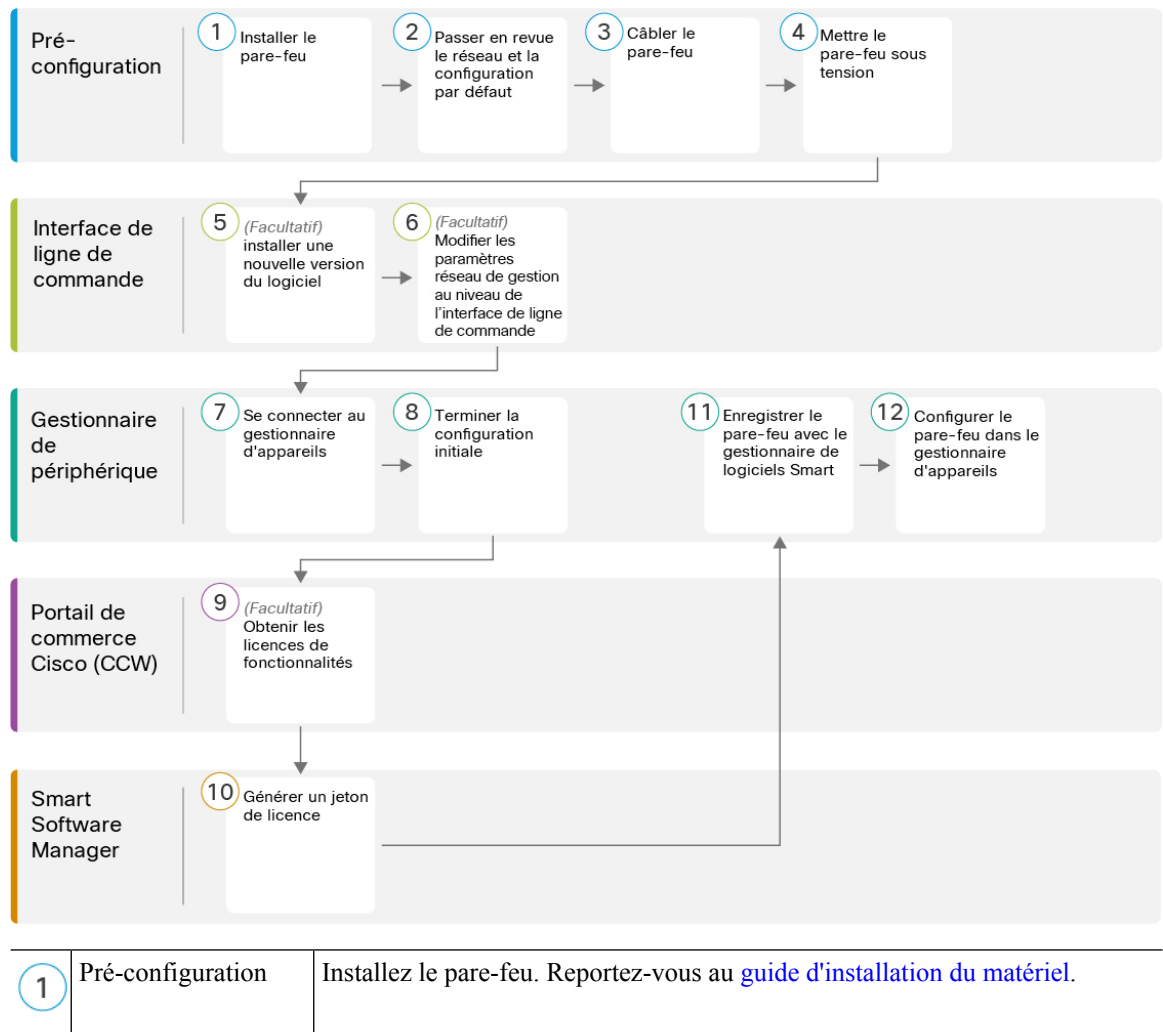 Pré-
configuration
1
Installer le
pare-feu
2
Passer en revue
le réseau et la
configuration
par défaut
3
Câbler le
pare-feu
4
Mettre le
pare-feu sous
tension
Interface de
ligne de
commande
5
(Facultatif)
installer une
nouvelle version
du logiciel
6
(Facultatif)
Modifier les
paramètres
réseau de gestion
au niveau de
l'interface de ligne
de commande
Gestionnaire
de
périphérique
7
Se connecter au
gestionnaire
d'appareils
8
Terminer la
configuration
initiale
11
Enregistrer le
pare-feu avec le
gestionnaire de
logiciels Smart
12
Configurer le
pare-feu dans le
gestionnaire
d'appareils
Portail de
commerce
Cisco (CCW)
9
(Facultatif)
Obtenir les
licences de
fonctionnalités
Smart
Software
Manager
10
Générer un jeton
de licence
1
Pré-configuration
Installez le pare-feu. Reportez-vous au guide d'installation du matériel.